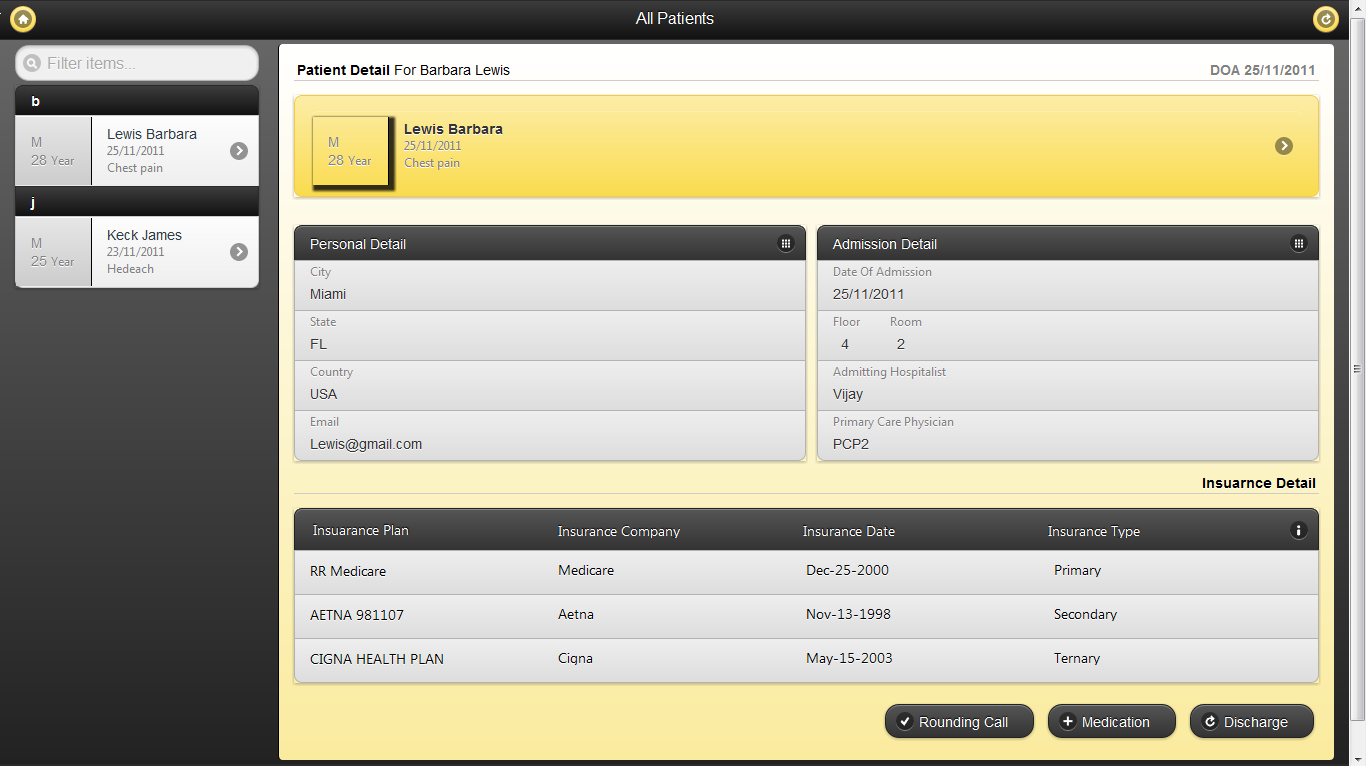 All Patients
Filter items...
b
M
28 Year
Lewis Barbara
25/11/2011
Chest pain
j
M
25 Year
Keck James
23/11/2011
Hedeach
Patient Detail For Barbara Lewis
DOA 25/11/2011
M
28 Year
Lewis Barbara
25/11/2011
Chest pain
Personal Detail
City
Miami
State
FL
Country
USA
Email
Lewis@gmail.com
Admission Detail
Date Of Admission
25/11/2011
Floor Room
4 2
Admitting Hospitalist
Vijay
Primary Care Physician
PCP2
Insuarnce Detail
Insuarance Plan Insurance Company Insurance Date Insurance Type
RR Medicare Medicare Dec-25-2000 Primary
AETNA 981107 Aetna Nov-13-1998 Secondary
CIGNA HEALTH PLAN Cigna May-15-2003 Ternary
Rounding Call Medication Discharge